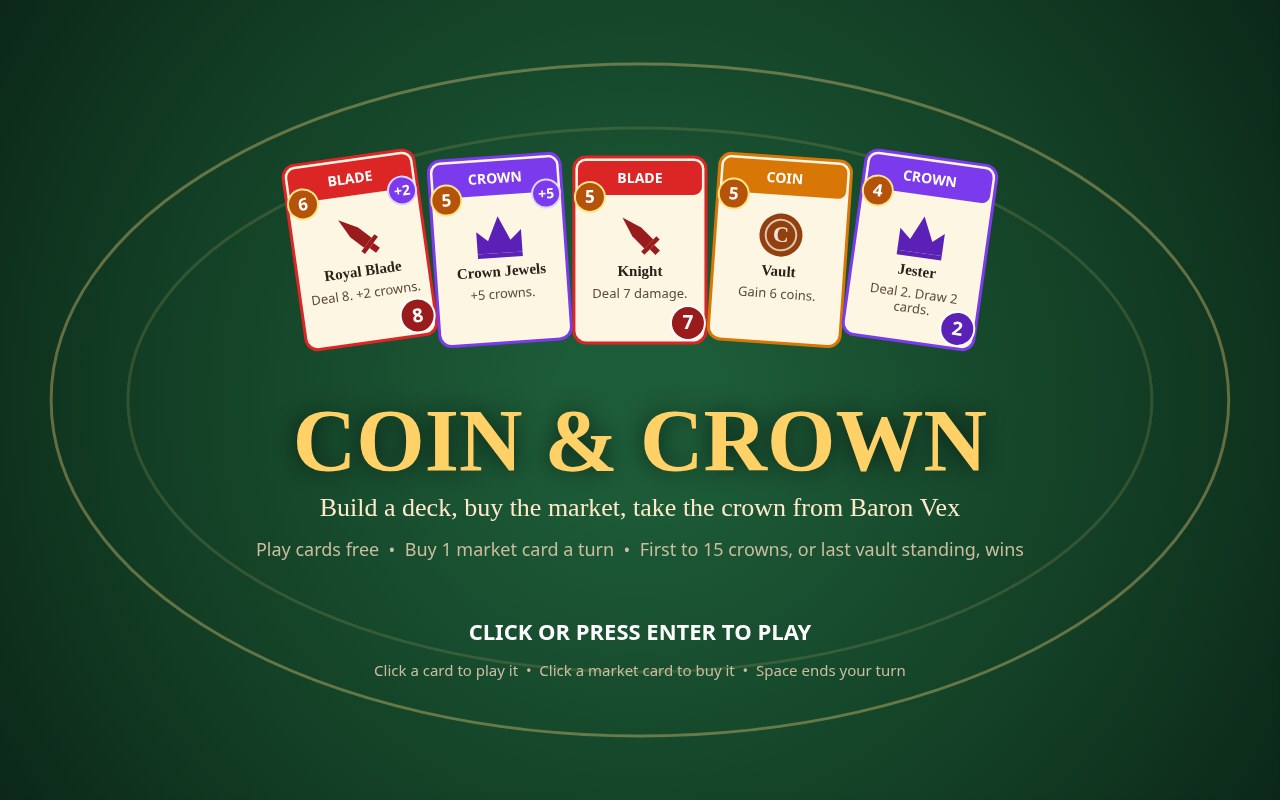 BLADE
6
+2
Royal Blade
Deal 8. +2 crowns.
8
CROWN
5
+5
Crown Jewels
+5 crowns.
BLADE
5
Knight
Deal 7 damage.
7
COIN
5
C
Vault
Gain 6 coins.
CROWN
4
Jester
Deal 2. Draw 2
cards.
2
COIN & CROWN
Build a deck, buy the market, take the crown from Baron Vex
Play cards free • Buy 1 market card a turn • First to 15 crowns, or last vault standing, wins
CLICK OR PRESS ENTER TO PLAY
Click a card to play it • Click a market card to buy it • Space ends your turn